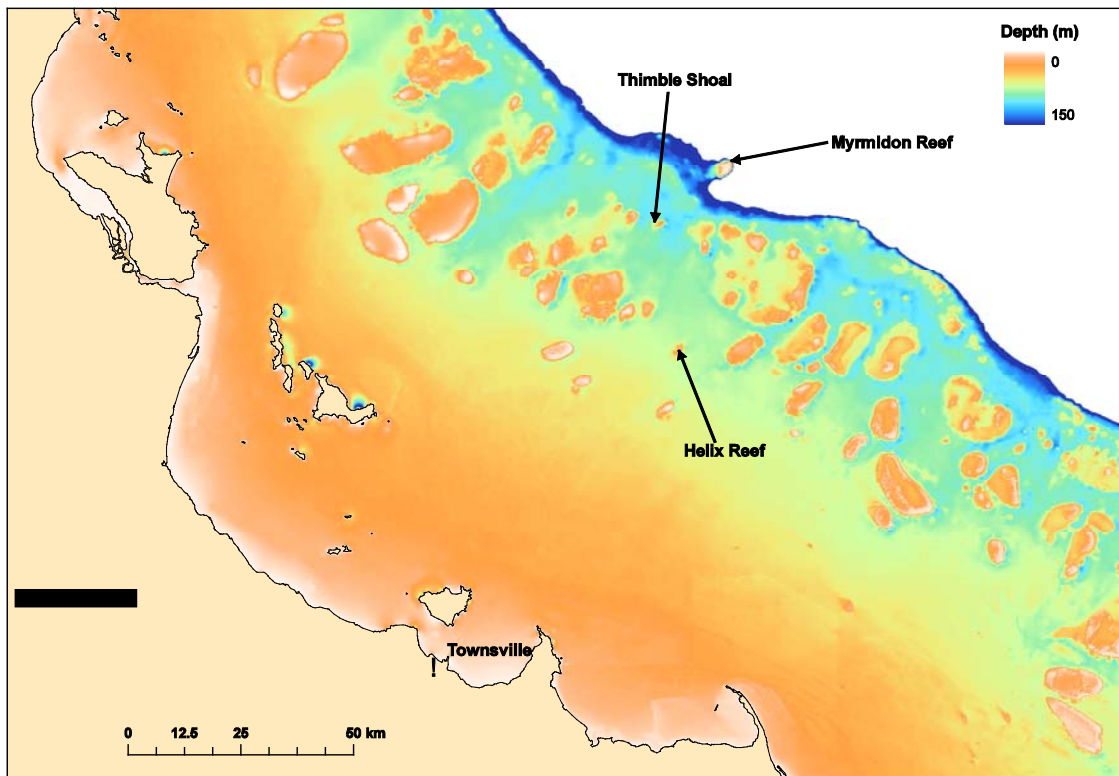 Depth (m)
0
150
Thimble Shoal
Myrmidon Reef
Helix Reef
Townsville
!
0 12.5 25 50 km